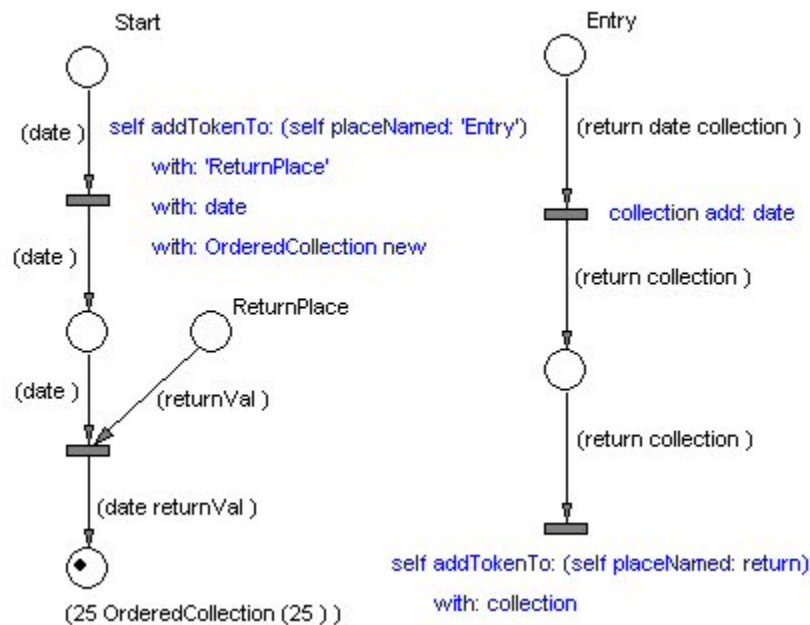 Start
(date )
self addTokenTo: (self placeNamed: 'Entry')
with: 'ReturnPlace'
with: date
with: OrderedCollection new
(date )
ReturnPlace
(date )
(returnVal )
(date returnVal )
(25 OrderedCollection (25 ) )
Entry
(return date collection )
collection add: date
(return collection )
(return collection )
self addTokenTo: (self placeNamed: return)
with: collection